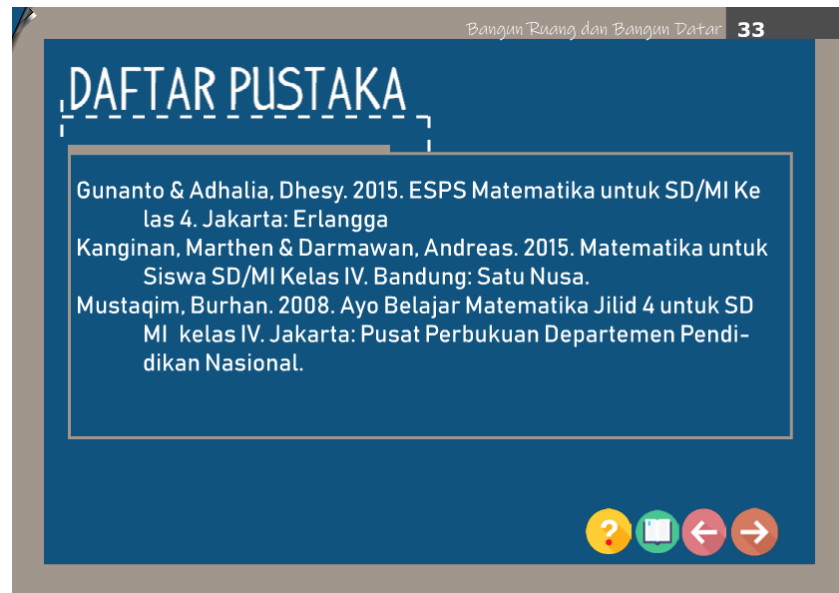 Bangun Ruang dan Bangun Datar 33
DAFTAR PUSTAKA
Gunanto & Adhalia, Dhesy. 2015. ESPS Matematika untuk SD/MI Ke
las 4. Jakarta: Erlangga
Kanginan, Marthen & Darmawan, Andreas. 2015. Matematika untuk
Siswa SD/MI Kelas IV. Bandung: Satu Nusa.
Mustaqim, Burhan. 2008. Ayo Belajar Matematika Jilid 4 untuk SD
MI kelas IV. Jakarta: Pusat Perbukuan Departemen Pendi-
dikan Nasional.
?